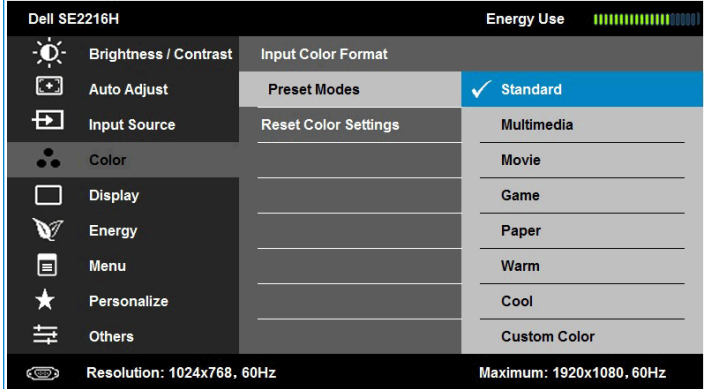 Dell SE2216H Energy Use
Brightness / Contrast Input Color Format
Auto Adjust Preset Modes Standard
Input Source Reset Color Settings Multimedia
Color Movie
Display Game
Energy Paper
Menu Warm
Personalize Cool
Others Custom Color
Resolution: 1024x768, 60Hz Maximum: 1920x1080, 60Hz